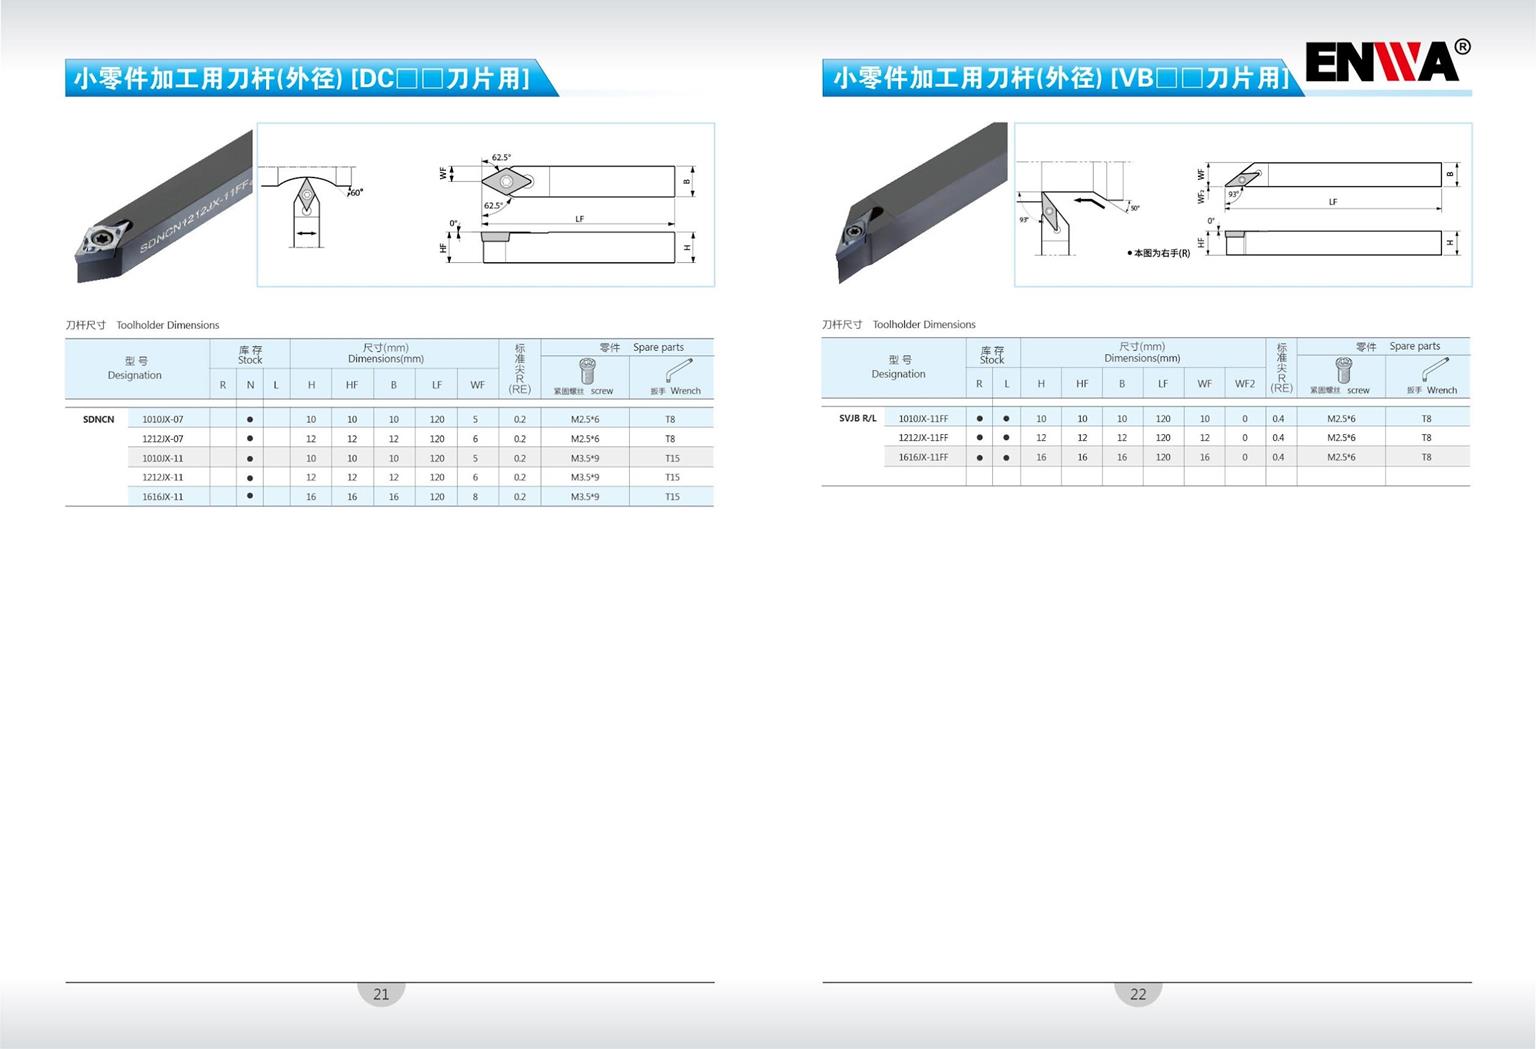 小零件加工用刀杆(外径) [DC□□刀片用]
SDNCN1212JX-11FF
60°
WF
62.5°
62.5°
B
LF
0°
HF
H
刀杆尺寸 Toolholder Dimensions
型 号 Designation 库 存 Stock 尺寸(mm) Dimensions(mm) 标准尖R (RE) 零件 Spare parts
R N L H HF B LF WF 紧固螺丝 screw 扳手 Wrench
SDNCN 1010JX-07 ● 10 10 10 120 5 0.2 M2.5*6 T8
1212JX-07 ● 12 12 12 120 6 0.2 M2.5*6 T8
1010JX-11 ● 10 10 10 120 5 0.2 M3.5*9 T15
1212JX-11 ● 12 12 12 120 6 0.2 M3.5*9 T15
1616JX-11 ● 16 16 16 120 8 0.2 M3.5*9 T15
21
小零件加工用刀杆(外径) [VB□□刀片用]
ENWA®
93°
50°
● 本图为右手(R)
WF
WF2
93°
B
LF
0°
HF
H
刀杆尺寸 Toolholder Dimensions
型 号 Designation 库 存 Stock 尺寸(mm) Dimensions(mm) 标准尖R (RE) 零件 Spare parts
R L H HF B LF WF WF2 紧固螺丝 screw 扳手 Wrench
SVJB R/L 1010JX-11FF ● ● 10 10 10 120 10 0 0.4 M2.5*6 T8
1212JX-11FF ● ● 12 12 12 120 12 0 0.4 M2.5*6 T8
1616JX-11FF ● ● 16 16 16 120 16 0 0.4 M2.5*6 T8
22